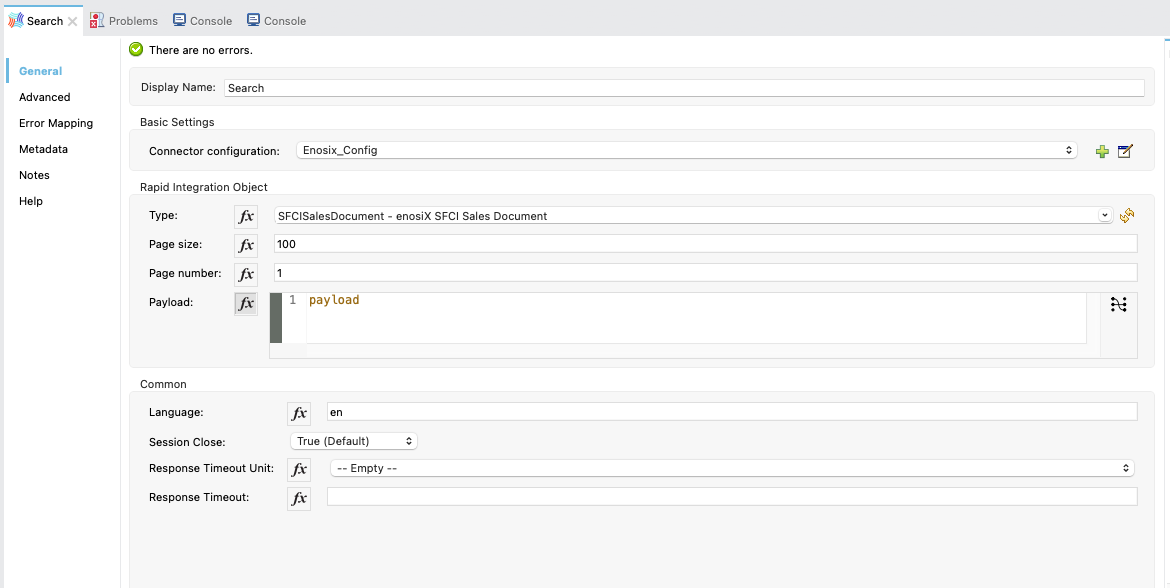 Search Problems Console Console
There are no errors.
General
Advanced
Error Mapping
Metadata
Notes
Help
Display Name: Search
Basic Settings
Connector configuration: Enosix_Config
Rapid Integration Object
Type: fx SFCISalesDocument - enosiX SFCI Sales Document
Page size: fx 100
Page number: fx 1
Payload: fx 1 payload
Common
Language: fx en
Session Close: True (Default)
Response Timeout Unit: fx -- Empty --
Response Timeout: fx